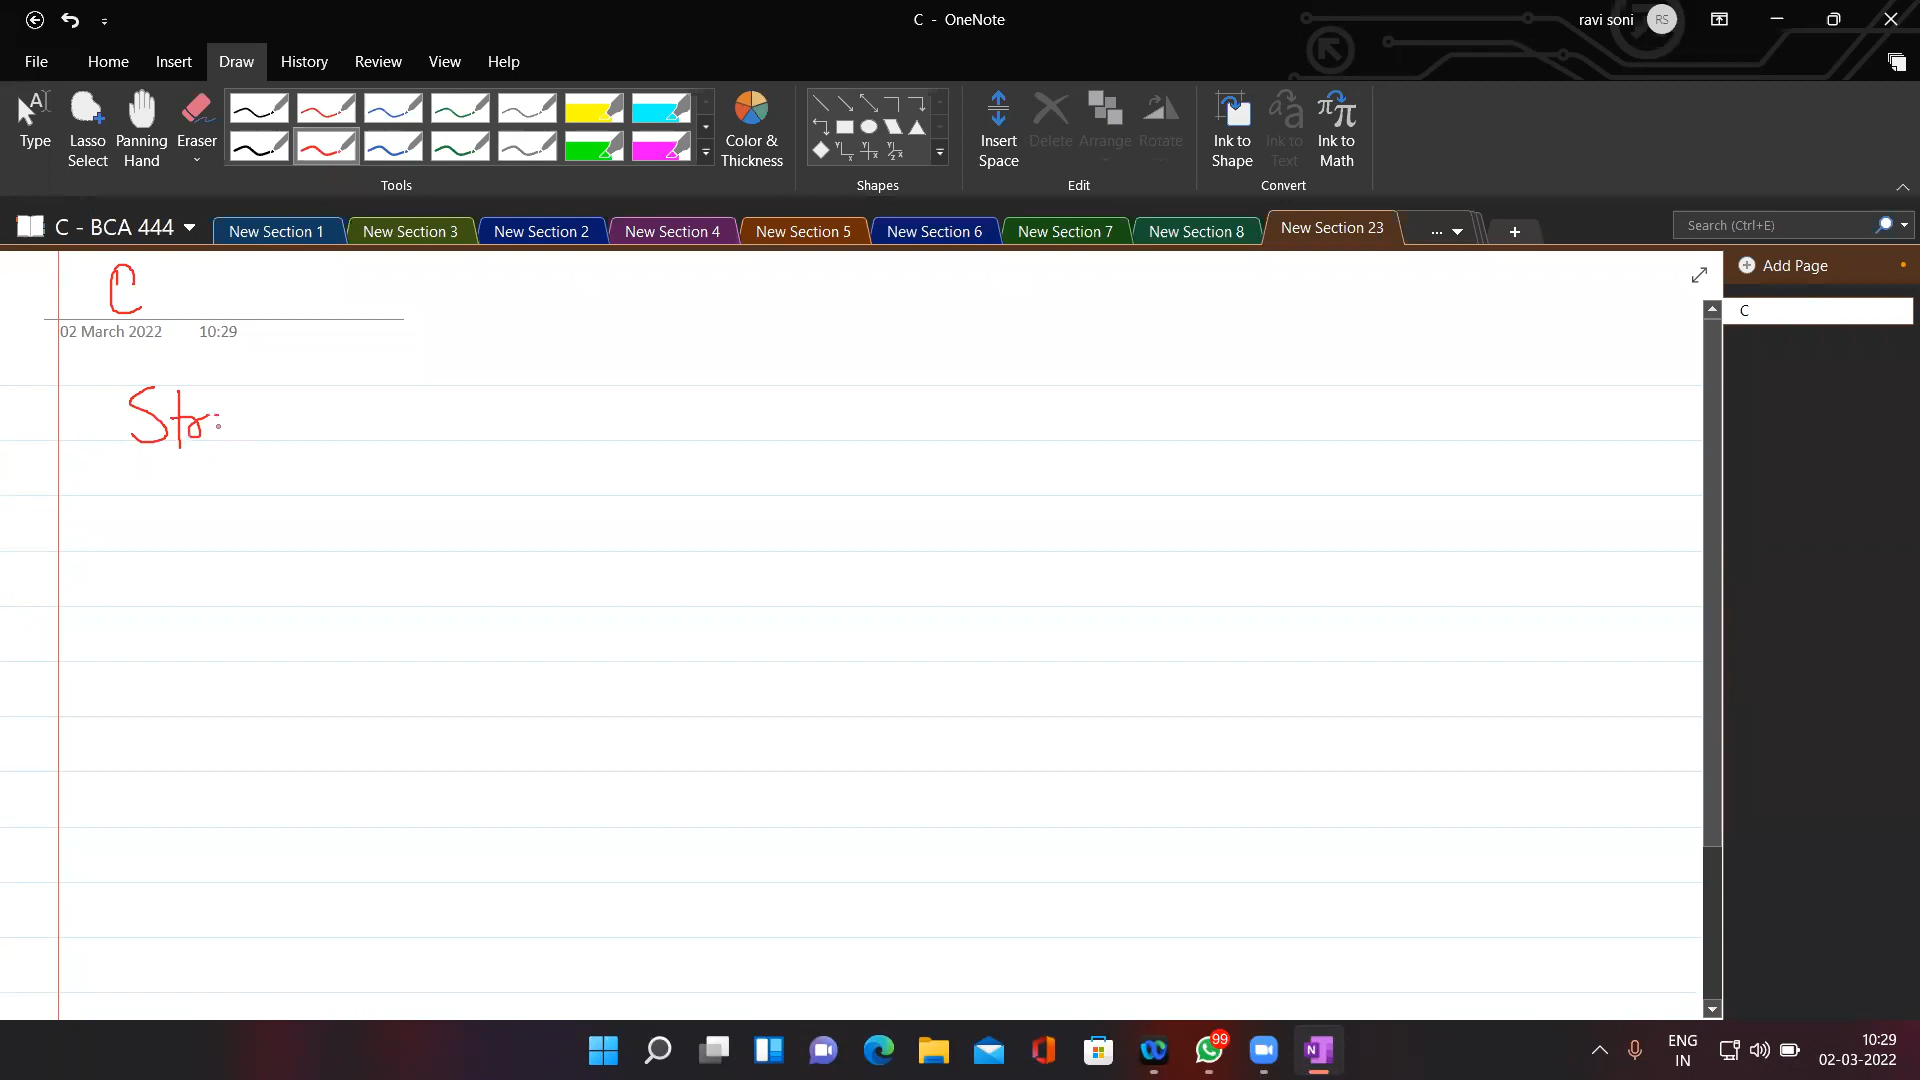 C - OneNote
ravi soni RS
File Home Insert Draw History Review View Help
Type Lasso Select Panning Hand Eraser Color & Thickness Insert Space Delete Arrange Rotate Ink to Shape Ink to Text Ink to Math
Tools Shapes Edit Convert
C - BCA 444 New Section 1 New Section 3 New Section 2 New Section 4 New Section 5 New Section 6 New Section 7 New Section 8 New Section 23 ... Search (Ctrl+E)
C
Add Page
02 March 2022 10:29
C
Str
99
ENG
IN
10:29
02-03-2022